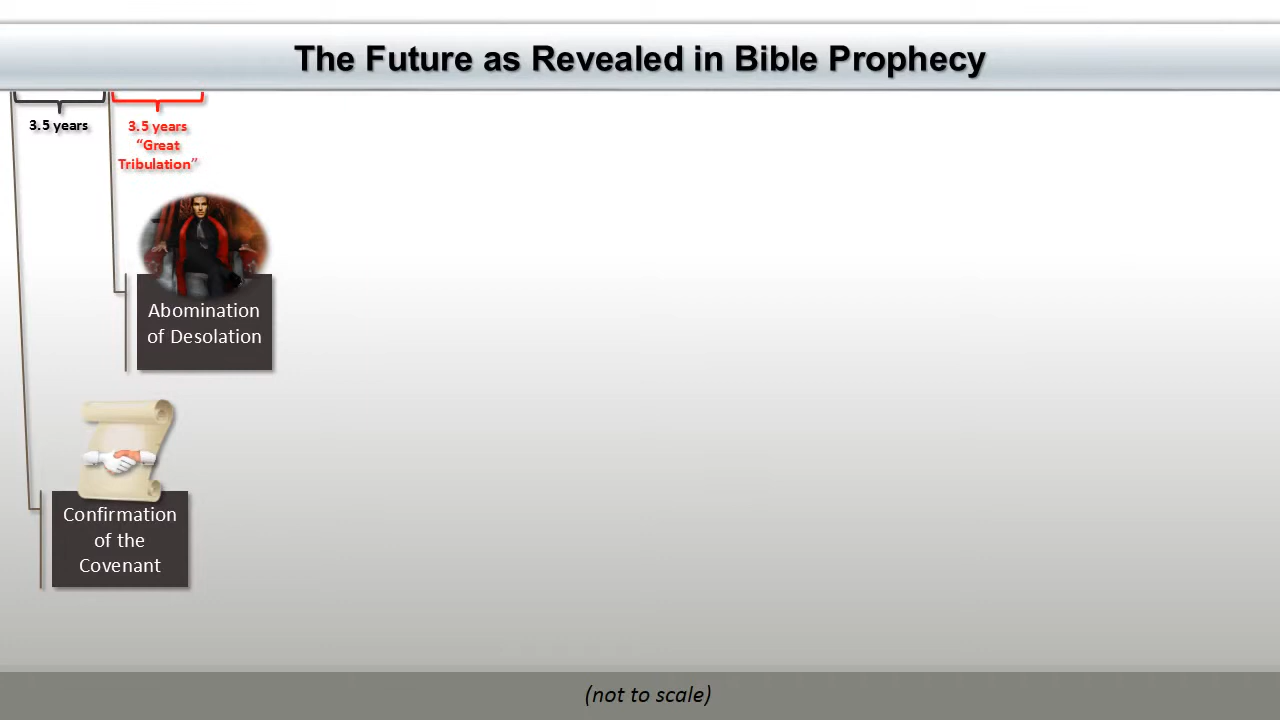 The Future as Revealed in Bible Prophecy
3.5 years
3.5 years
“Great
Tribulation”
Abomination
of Desolation
Confirmation
of the
Covenant
(not to scale)